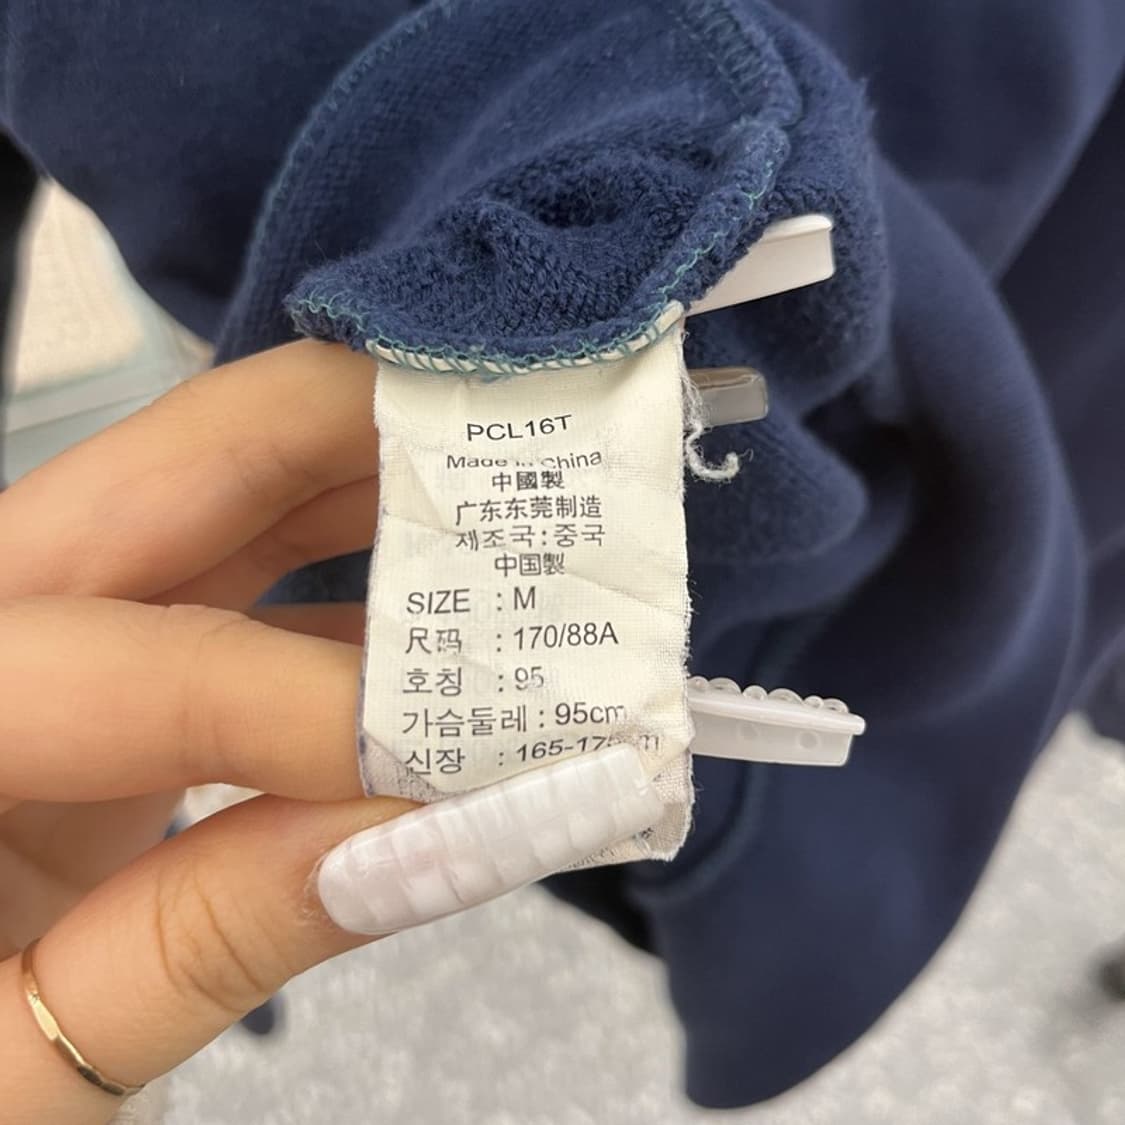 PCL16T
Made in China
中國製
广东东莞制造
제조국:중국
中国製
SIZE : M
尺码 : 170/88A
호칭 : 95
가슴둘레 : 95cm
신장 : 165-17